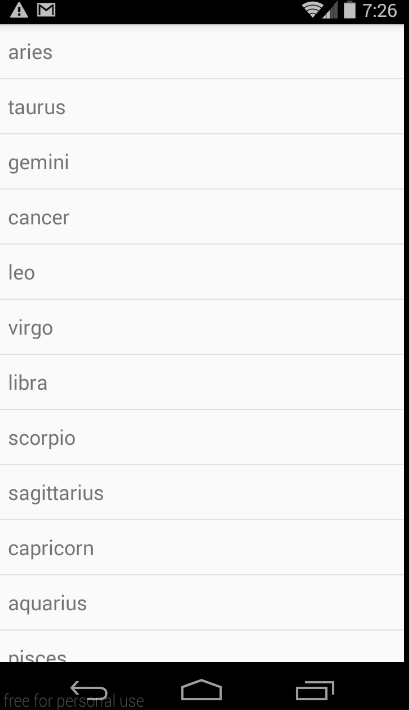 7:26
aries
taurus
gemini
cancer
leo
virgo
libra
scorpio
sagittarius
capricorn
aquarius
pisces
free for personal use